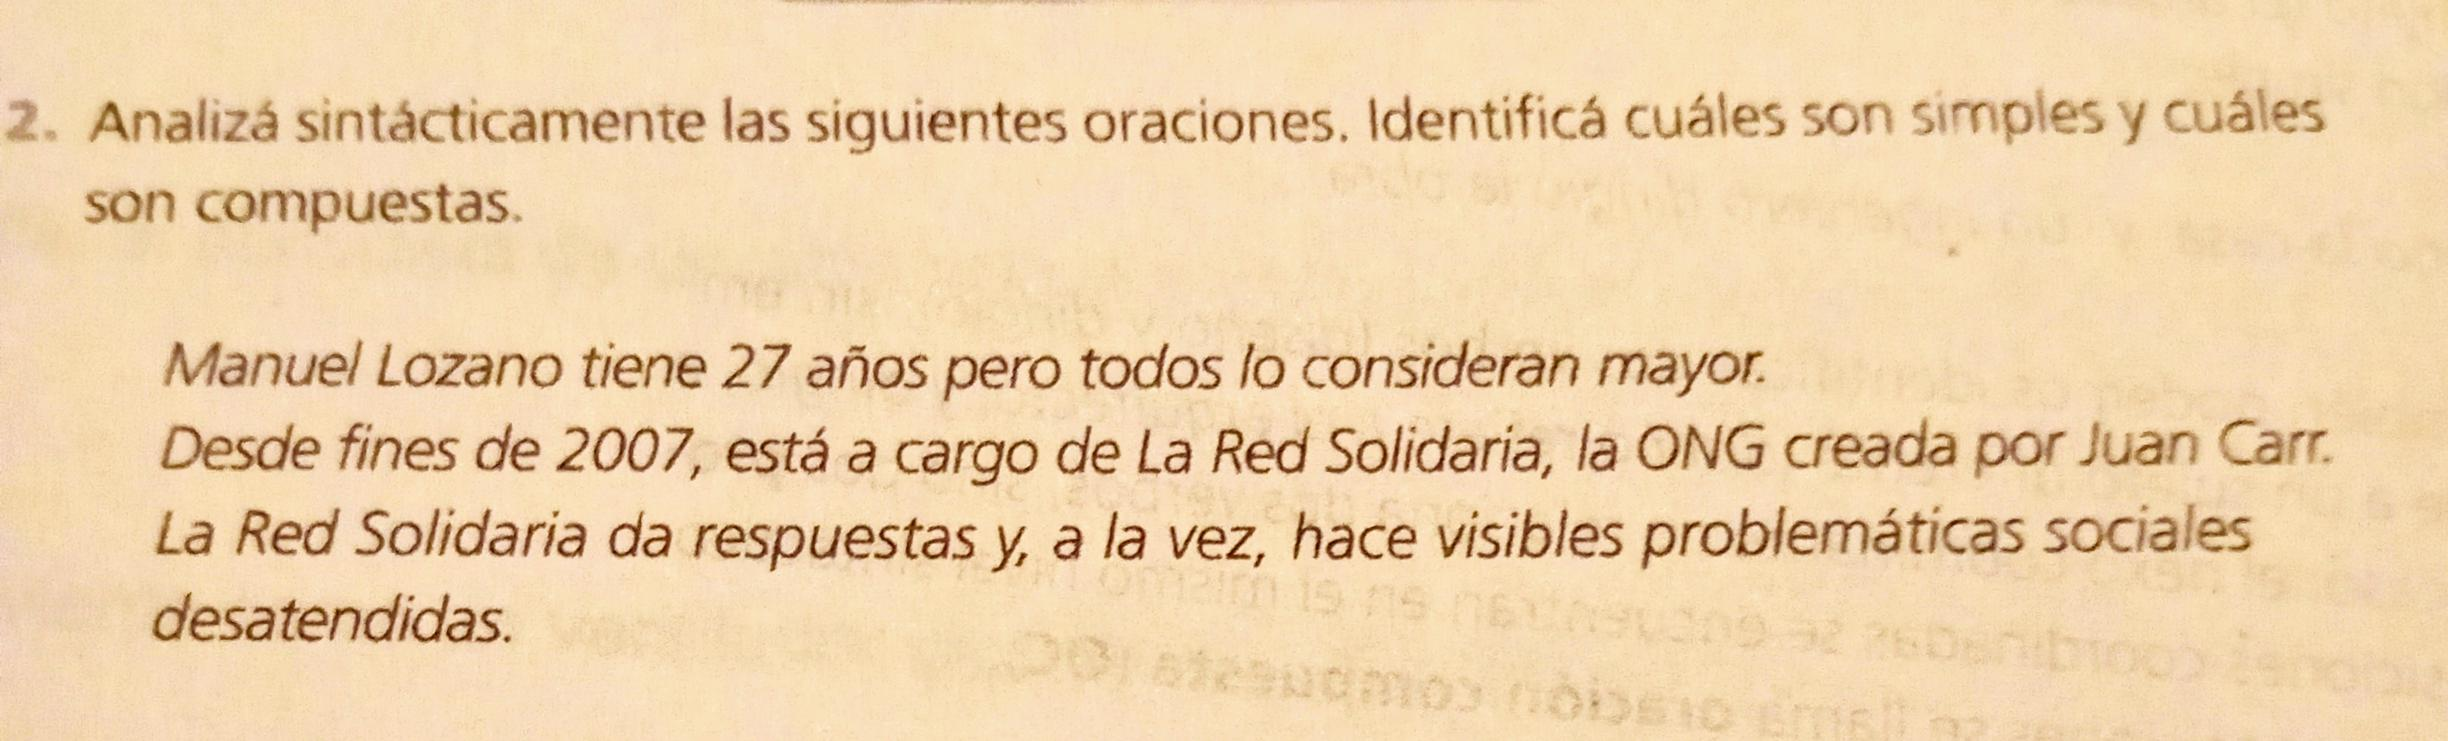 2. Analizá sintácticamente las siguientes oraciones. Identificá cuáles son simples y cuáles
son compuestas.
Manuel Lozano tiene 27 años pero todos lo consideran mayor.
Desde fines de 2007, está a cargo de La Red Solidaria, la ONG creada por Juan Carr.
La Red Solidaria da respuestas y, a la vez, hace visibles problemáticas sociales
desatendidas.